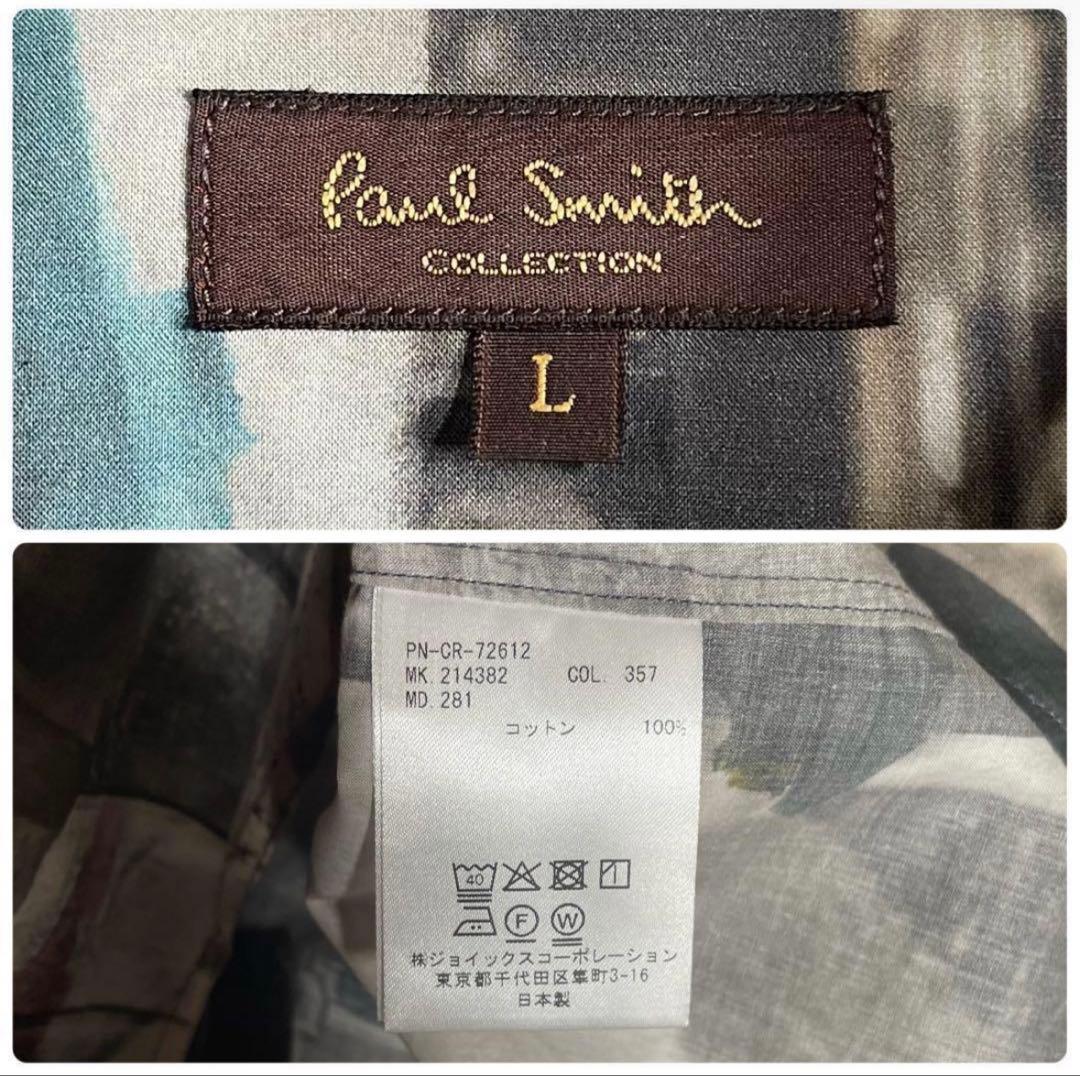 Paul Smith
COLLECTION
L
PN-CR-72612
MK. 214382 COL. 357
MD. 281
コットン 100%
40
F W
株ジョイックスコーポレーション
東京都千代田区隼町3-16
日本製